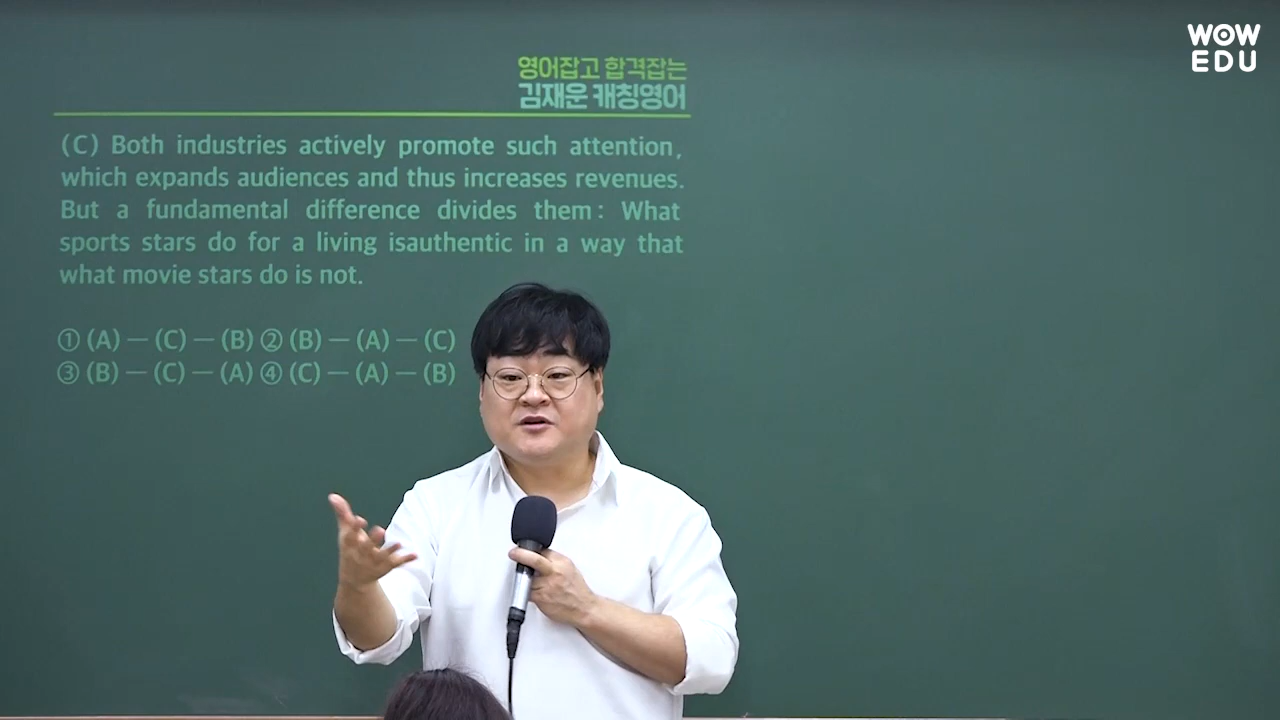 WOW
EDU
영어잡고 합격잡는
김재운 캐칭영어
(C) Both industries actively promote such attention,
which expands audiences and thus increases revenues.
But a fundamental difference divides them: What
sports stars do for a living isauthentic in a way that
what movie stars do is not.
① (A) － (C) － (B) ② (B) － (A) － (C)
③ (B) － (C) － (A) ④ (C) － (A) － (B)